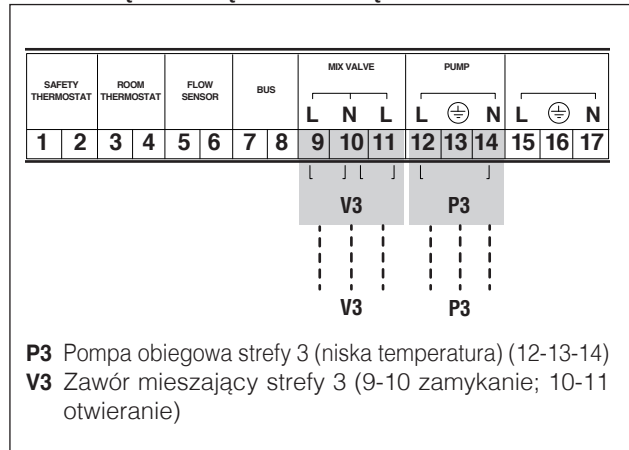 SAFETY THERMOSTAT
ROOM THERMOSTAT
FLOW SENSOR
BUS
MIX VALVE
PUMP
L N L L ⏚ N L ⏚ N
1 2 3 4 5 6 7 8 9 10 11 12 13 14 15 16 17
V3 P3
V3 P3
P3 Pompa obiegowa strefy 3 (niska temperatura) (12-13-14)
V3 Zawór mieszający strefy 3 (9-10 zamykanie; 10-11
otwieranie)